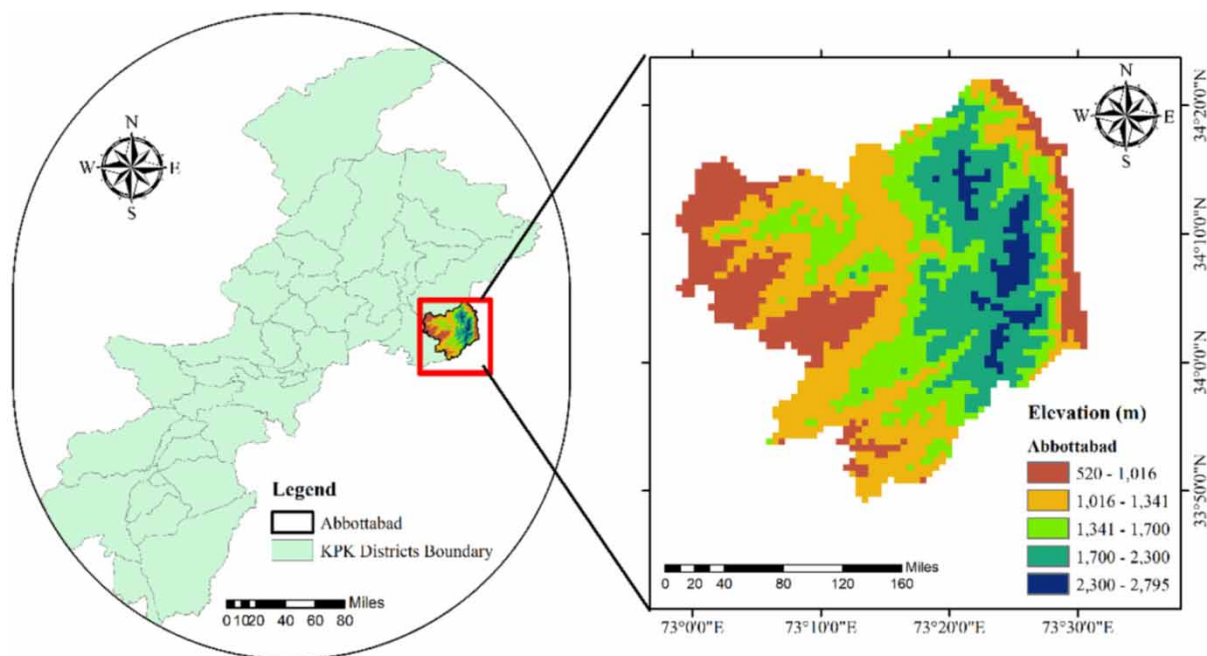 N
W E
S
Legend
Abbottabad
KPK Districts Boundary
Miles
0 10 20 40 60 80
N
W E
S
34°20'0"N
34°10'0"N
34°0'0"N
33°50'0"N
Elevation (m)
Abbottabad
520 - 1,016
1,016 - 1,341
1,341 - 1,700
1,700 - 2,300
2,300 - 2,795
Miles
0 20 40 80 120 160
73°0'0"E 73°10'0"E 73°20'0"E 73°30'0"E